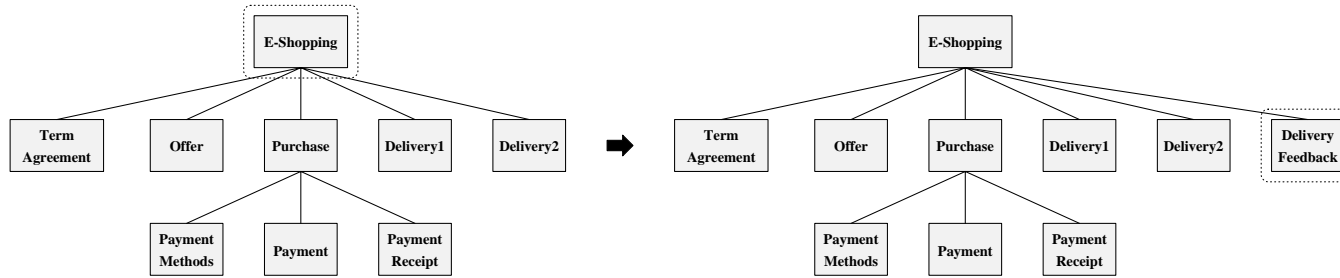 E-Shopping
Term
Agreement
Offer
Purchase
Delivery1
Delivery2
Payment
Methods
Payment
Payment
Receipt
E-Shopping
Term
Agreement
Offer
Purchase
Delivery1
Delivery2
Delivery
Feedback
Payment
Methods
Payment
Payment
Receipt